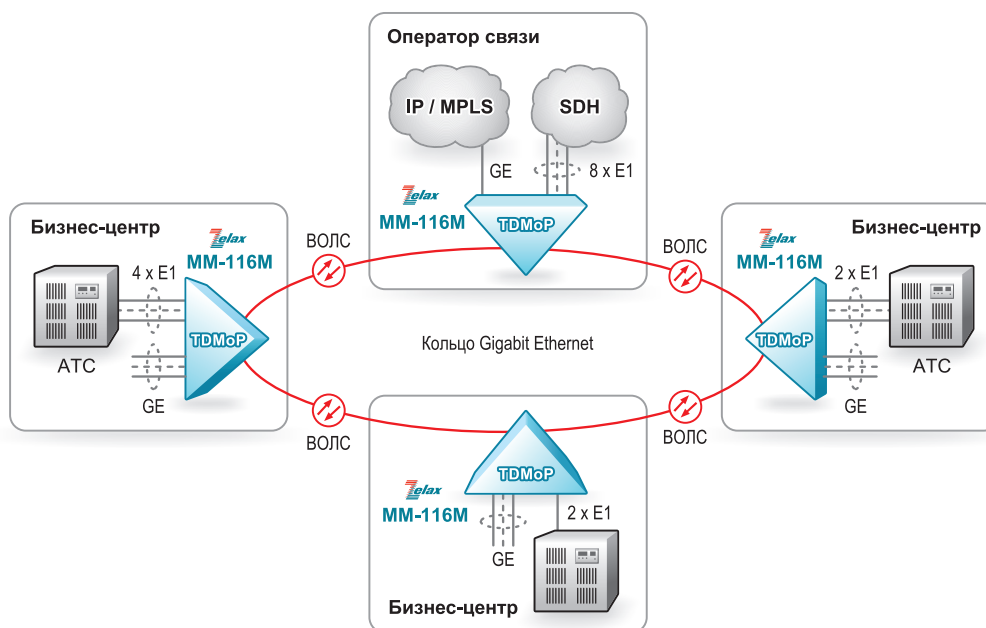 Оператор связи
IP / MPLS
SDH
GE
8 x E1
Zelax
MM-116M
TDMoP
Бизнес-центр
Zelax
MM-116M
4 x E1
TDMoP
АТС
GE
ВОЛС
ВОЛС
Бизнес-центр
Zelax
MM-116M
2 x E1
TDMoP
АТС
GE
Кольцо Gigabit Ethernet
ВОЛС
ВОЛС
TDMoP
Zelax
MM-116M
2 x E1
GE
Бизнес-центр